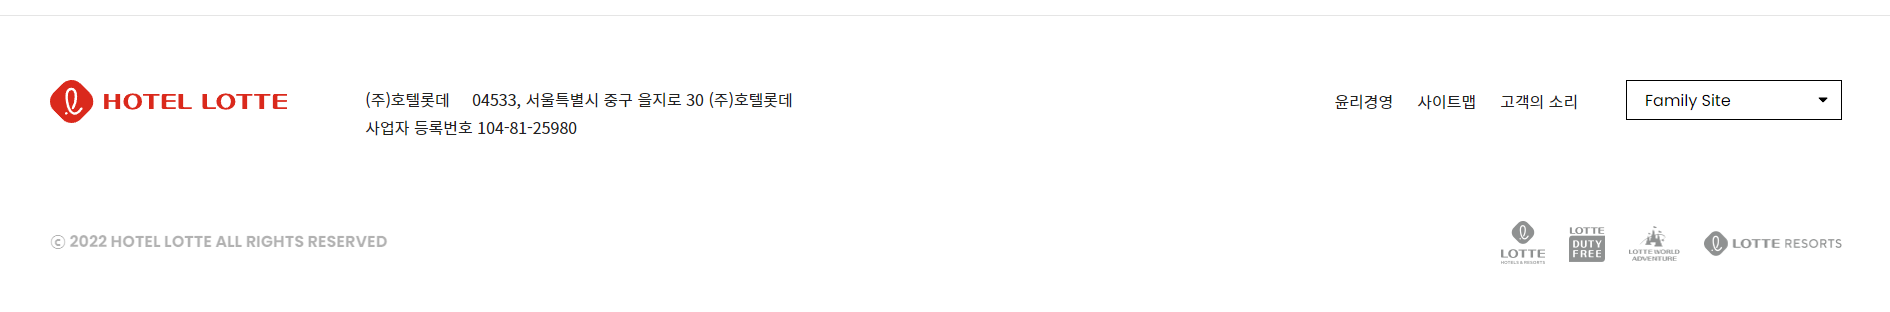 HOTEL LOTTE
(주)호텔롯데 04533, 서울특별시 중구 을지로 30 (주)호텔롯데
사업자 등록번호 104-81-25980
윤리경영 사이트맵 고객의 소리
Family Site
ⓒ 2022 HOTEL LOTTE ALL RIGHTS RESERVED
LOTTE
HOTELS & RESORTS
LOTTE
DUTY
FREE
LOTTE WORLD
ADVENTURE
LOTTE RESORTS